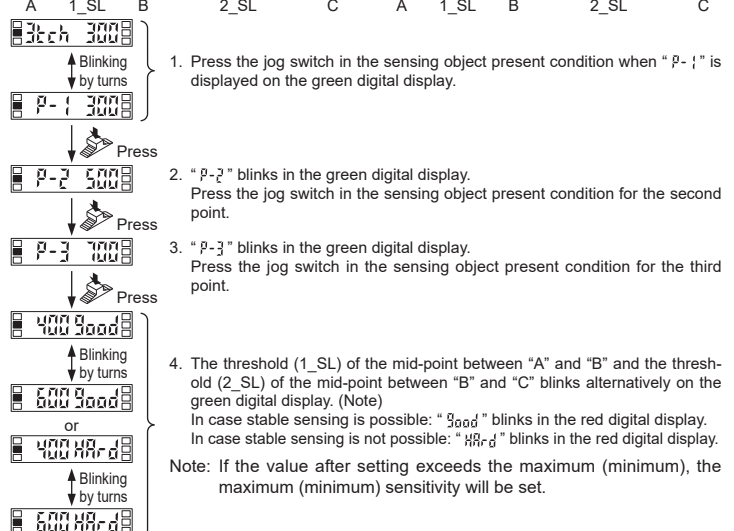 A 1_SL B 2_SL C A 1_SL B 2_SL C
3tch 300
Blinking
by turns
P-1 300
1. Press the jog switch in the sensing object present condition when “ P-1 ” is
displayed on the green digital display.
Press
P-2 500
2. “ P-2 ” blinks in the green digital display.
Press the jog switch in the sensing object present condition for the second
point.
Press
P-3 700
3. “ P-3 ” blinks in the green digital display.
Press the jog switch in the sensing object present condition for the third
point.
Press
400 good
Blinking
by turns
600 good
or
400 HArd
Blinking
by turns
600 HArd
4. The threshold (1_SL) of the mid-point between “A” and “B” and the thresh-
old (2_SL) of the mid-point between “B” and “C” blinks alternatively on the
green digital display. (Note)
In case stable sensing is possible: “ good ” blinks in the red digital display.
In case stable sensing is not possible: “ HArd ” blinks in the red digital display.
Note: If the value after setting exceeds the maximum (minimum), the
maximum (minimum) sensitivity will be set.